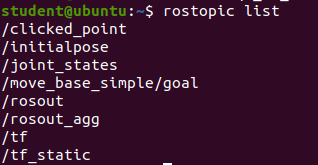 student@ubuntu:~$ rostopic list
/clicked_point
/initialpose
/joint_states
/move_base_simple/goal
/rosout
/rosout_agg
/tf
/tf_static